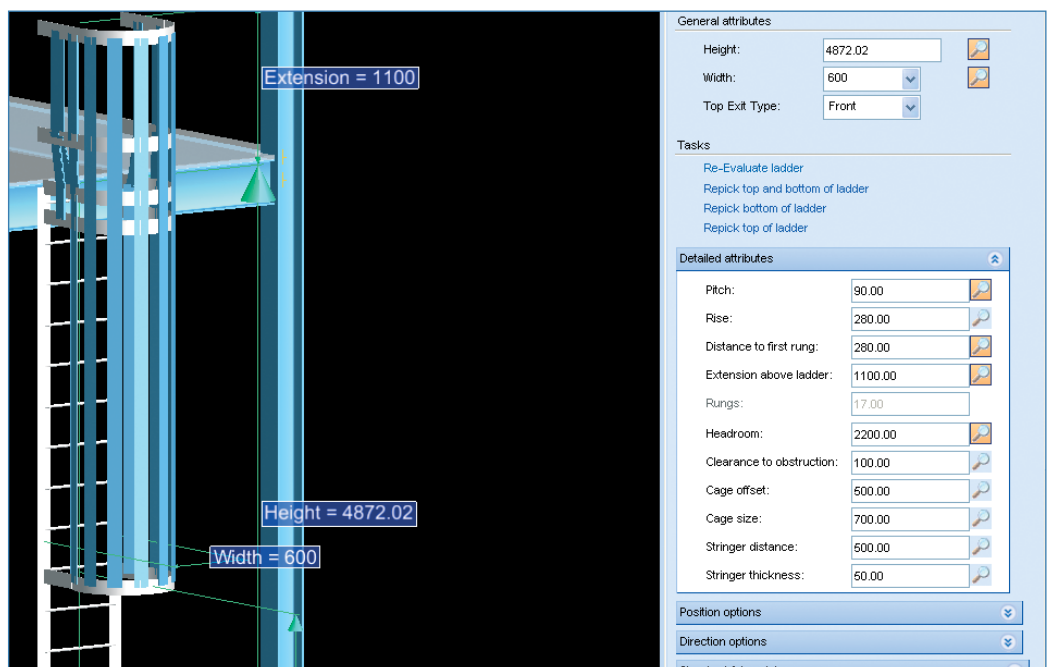 Extension = 1100
Height = 4872.02
Width = 600
General attributes
Height: 4872.02
Width: 600
Top Exit Type: Front
Tasks
Re-Evaluate ladder
Repick top and bottom of ladder
Repick bottom of ladder
Repick top of ladder
Detailed attributes
Pitch: 90.00
Rise: 280.00
Distance to first rung: 280.00
Extension above ladder: 1100.00
Rungs: 17.00
Headroom: 2200.00
Clearance to obstruction: 100.00
Cage offset: 500.00
Cage size: 700.00
Stringer distance: 500.00
Stringer thickness: 50.00
Position options
Direction options